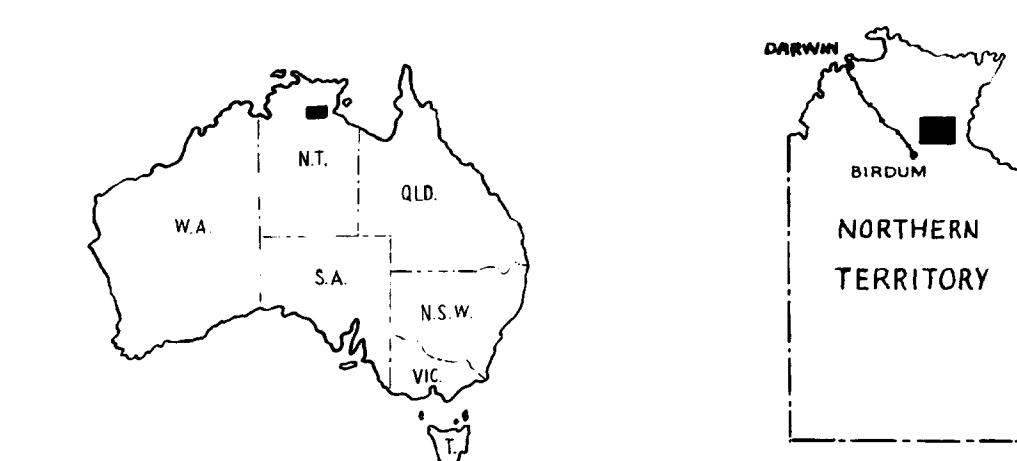 N.T.
QLD.
W.A.
S.A.
N.S.W.
VIC.
T.
DARWIN
BIRDUM
NORTHERN
TERRITORY